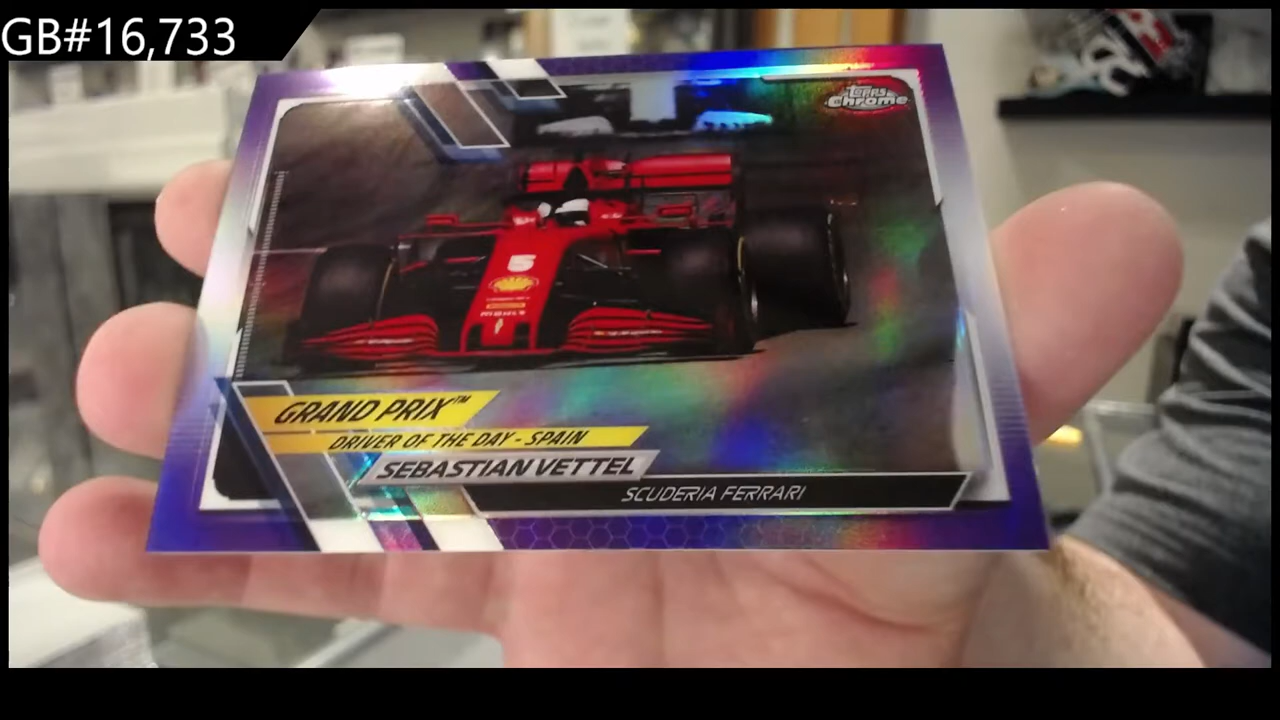 GB#16,733
Topps
Chrome
5
GRAND PRIX™
DRIVER OF THE DAY - SPAIN
SEBASTIAN VETTEL
SCUDERIA FERRARI